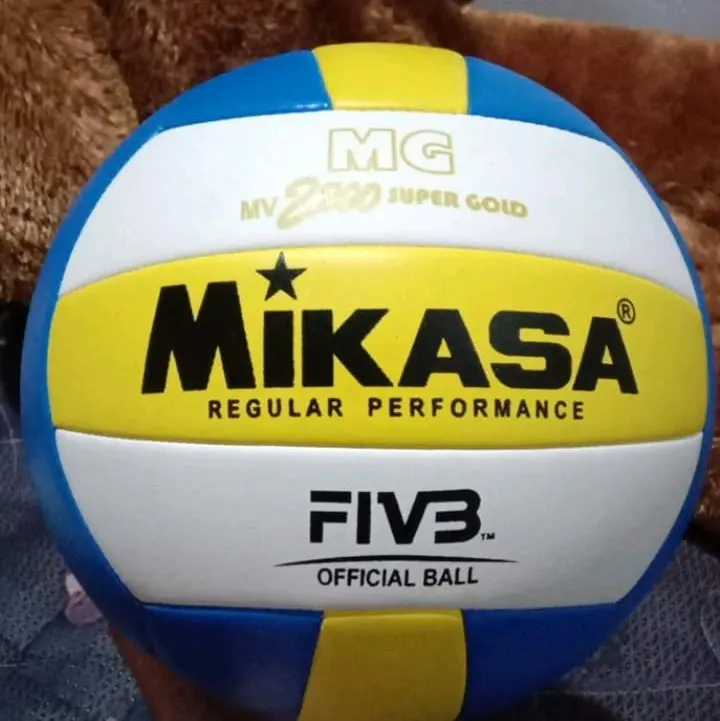 MG
MV 2200 SUPER GOLD
MiKASA®
REGULAR PERFORMANCE
FIVB™
OFFICIAL BALL